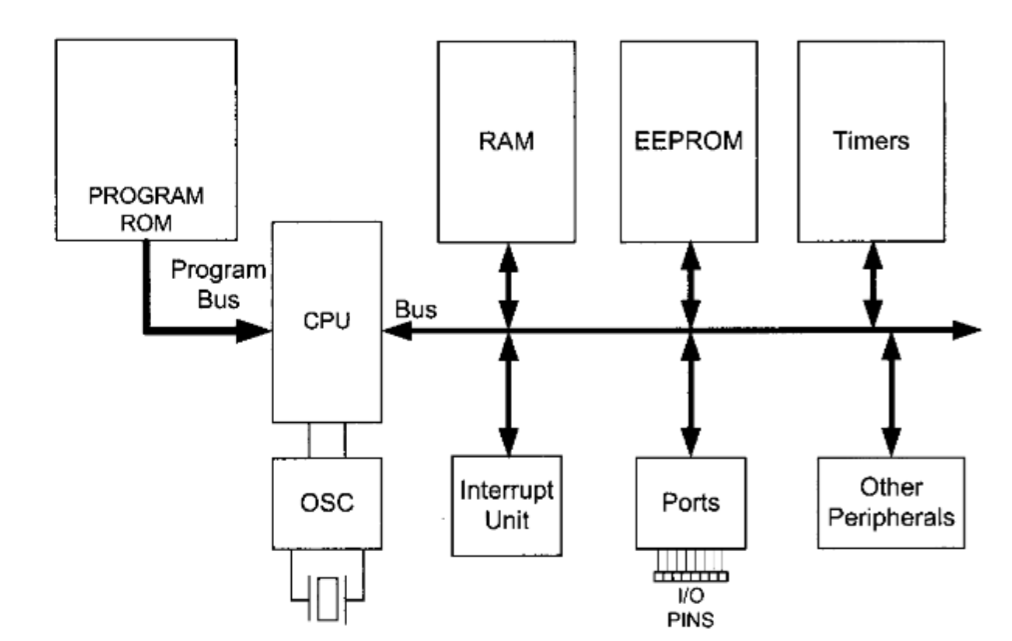 RAM
EEPROM
Timers
PROGRAM
ROM
Program
Bus
CPU
Bus
OSC
Interrupt
Unit
Ports
Other
Peripherals
I/O
PINS